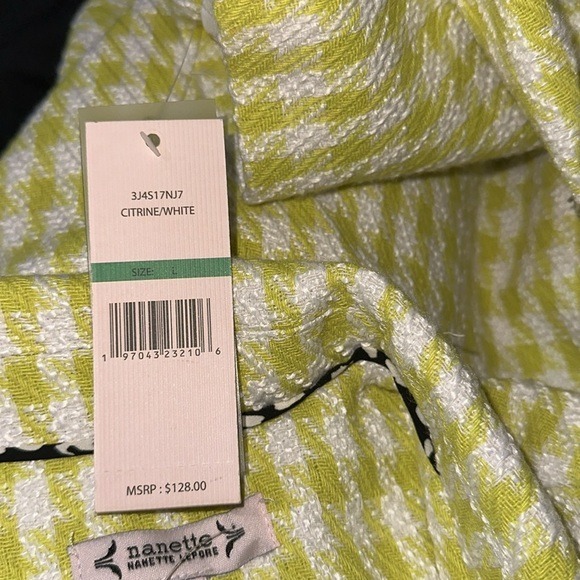 3J4S17NJ7
CITRINE/WHITE
SIZE: L
1 97043 23210 6
MSRP : $128.00
nanette
NANETTE LEPORE